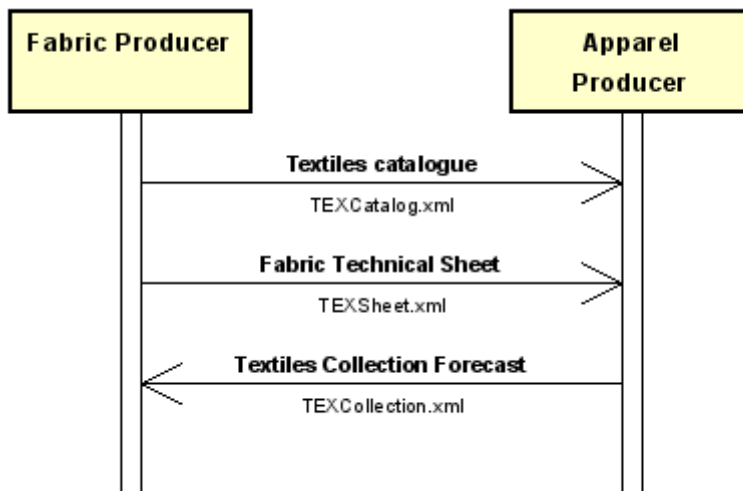 Fabric Producer
Apparel
Producer
Textiles catalogue
TEXCatalog.xml
Fabric Technical Sheet
TEXSheet.xml
Textiles Collection Forecast
TEXCollection.xml